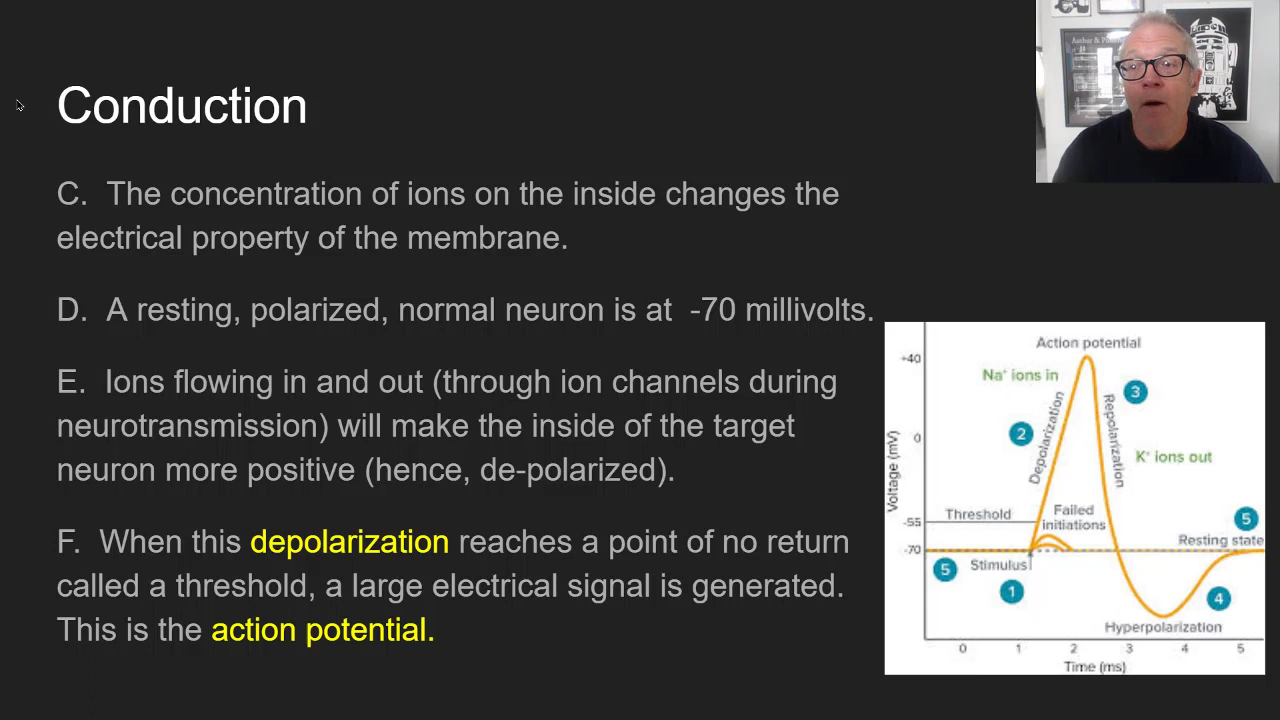 Conduction
C. The concentration of ions on the inside changes the
electrical property of the membrane.
D. A resting, polarized, normal neuron is at -70 millivolts.
E. Ions flowing in and out (through ion channels during
neurotransmission) will make the inside of the target
neuron more positive (hence, de-polarized).
F. When this depolarization reaches a point of no return
called a threshold, a large electrical signal is generated.
This is the action potential.
Action potential
+40
Na⁺ ions in
3
2
Depolarization
Repolarization
0
K⁺ ions out
Voltage (mV)
Threshold
Failed
initiations
-55
5
Resting state
-70
5
Stimulus
1
4
Hyperpolarization
0 1 2 3 4 5
Time (ms)